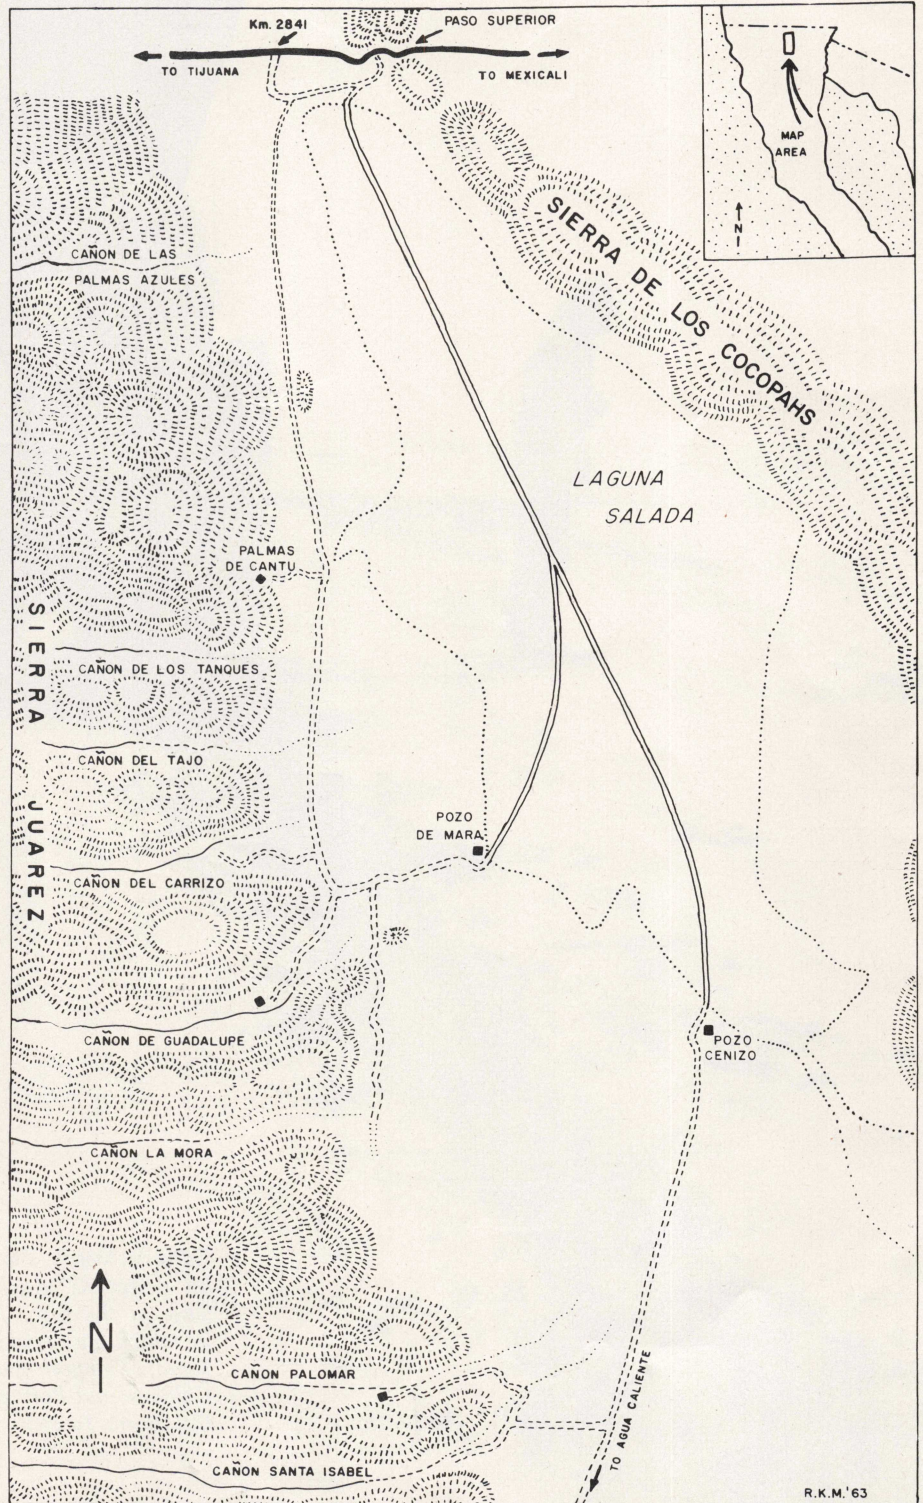 Km. 2841
PASO SUPERIOR
TO TIJUANA
TO MEXICALI
MAP
AREA
N
CAÑON DE LAS
PALMAS AZULES
SIERRA DE LOS COCOPAHS
LAGUNA
SALADA
PALMAS
DE CANTU
SIERRA JUAREZ
CAÑON DE LOS TANQUES
CAÑON DEL TAJO
POZO
DE MARA
CAÑON DEL CARRIZO
CAÑON DE GUADALUPE
POZO
CENIZO
CAÑON LA MORA
N
CAÑON PALOMAR
TO AGUA CALIENTE
CAÑON SANTA ISABEL
R.K.M.'63